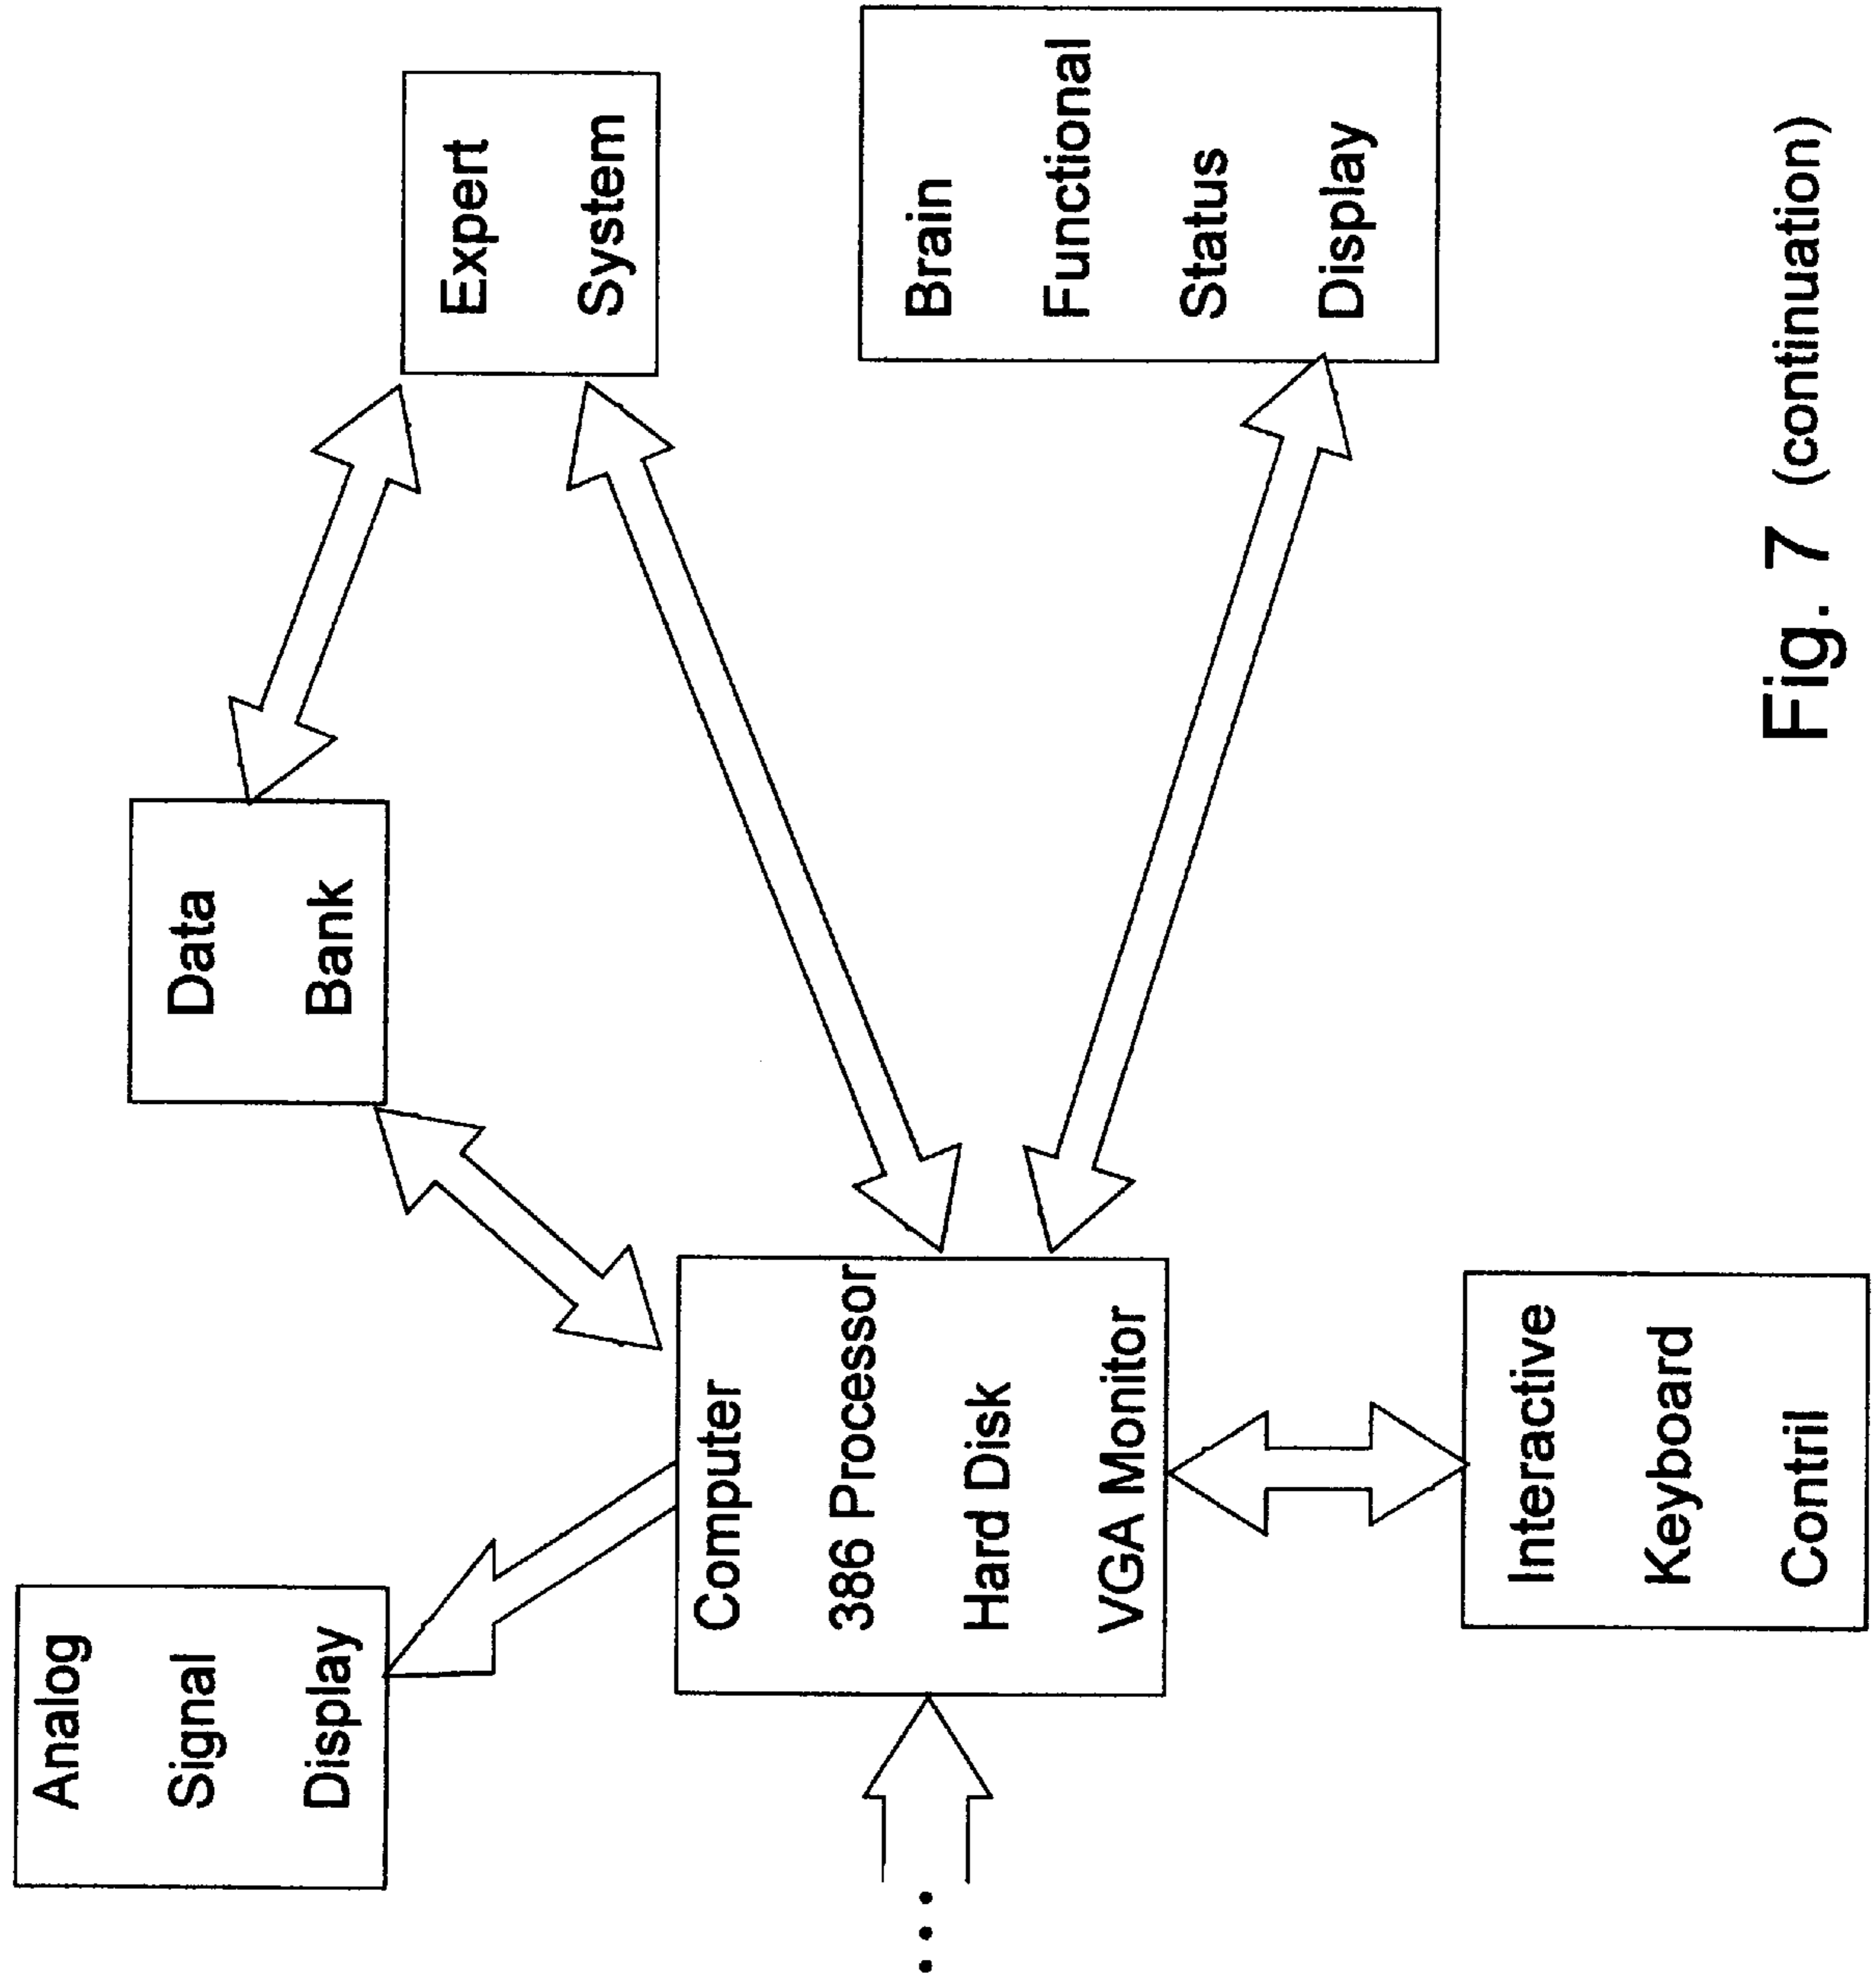 Analog
Signal
Display
Data
Bank
Expert
System
Computer
386 Processor
Hard Disk
VGA Monitor
Brain
Functional
Status
Display
Interactive
Keyboard
Contril
...
Fig. 7 (continuation)